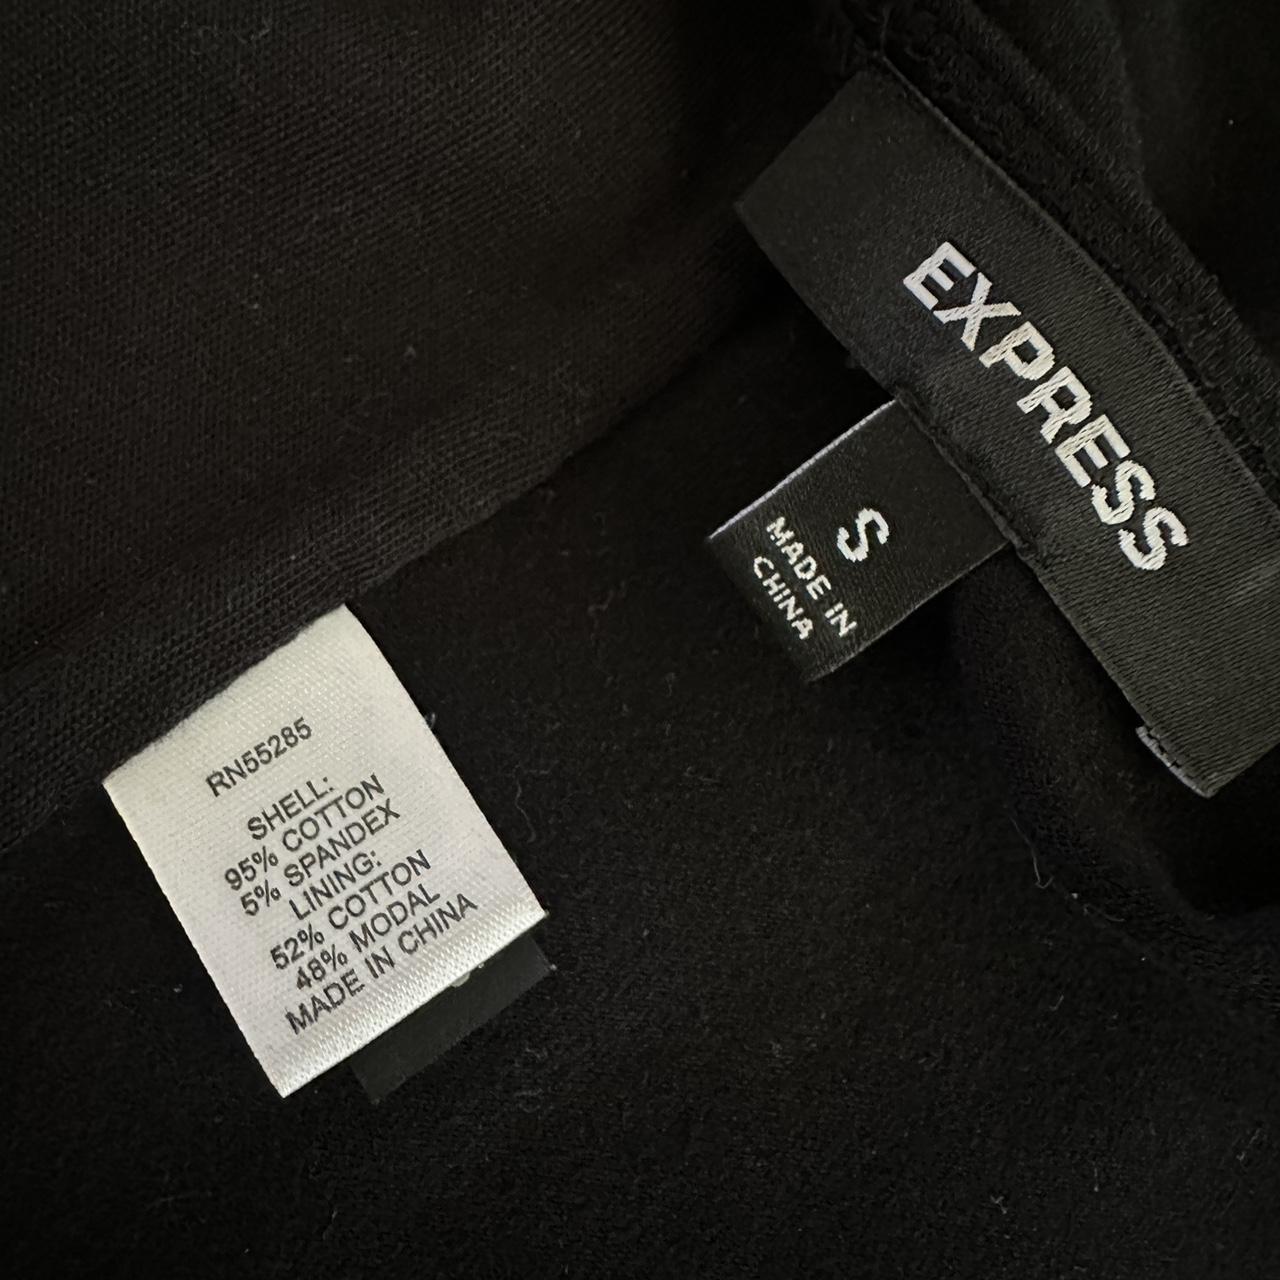 EXPRESS
S
MADE IN
CHINA
RN55285
SHELL:
95% COTTON
5% SPANDEX
LINING:
52% COTTON
48% MODAL
MADE IN CHINA